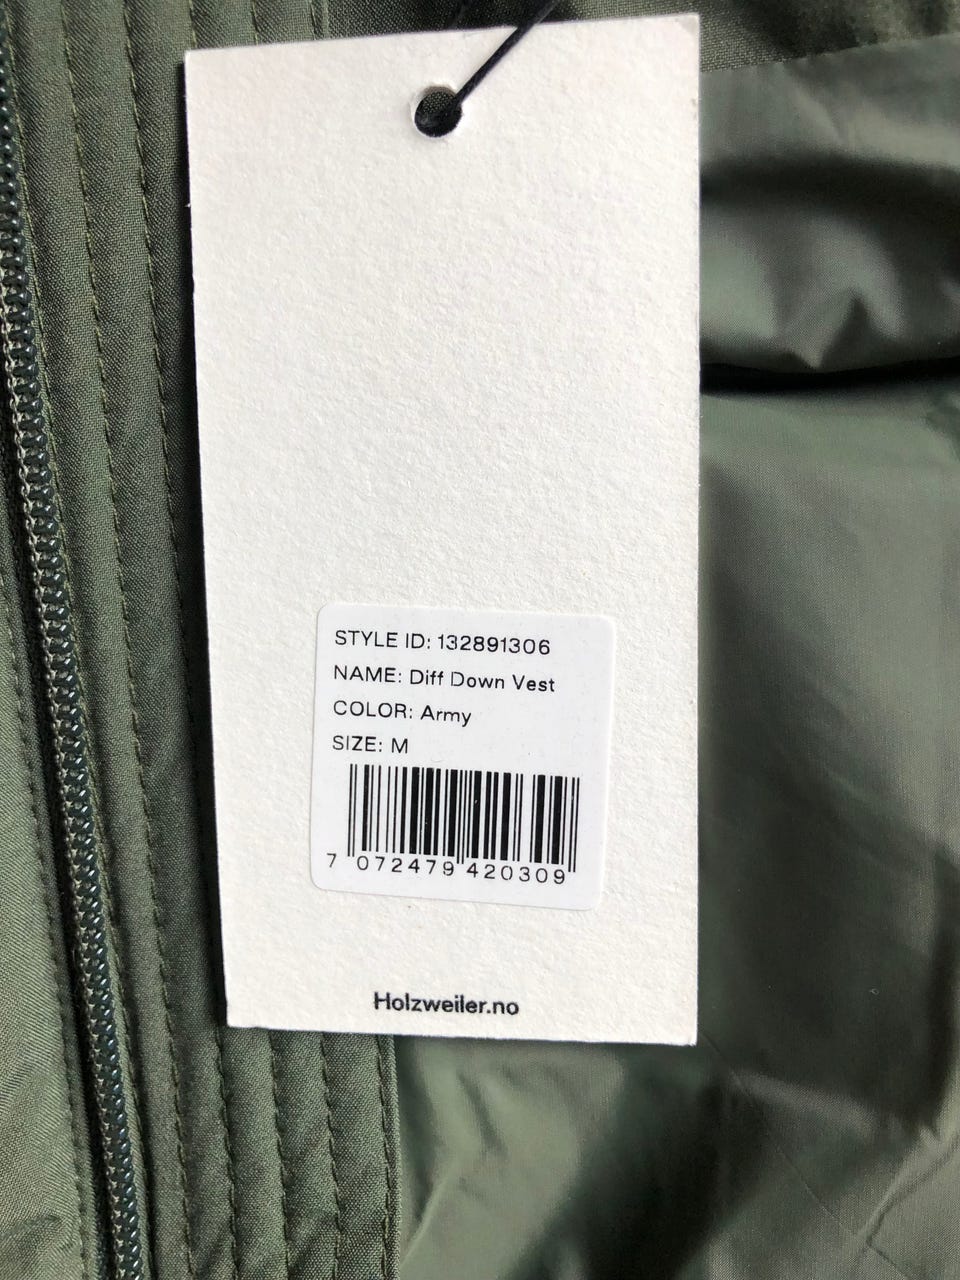 STYLE ID: 132891306
NAME: Diff Down Vest
COLOR: Army
SIZE: M
7 072479 420309
Holzweiler.no